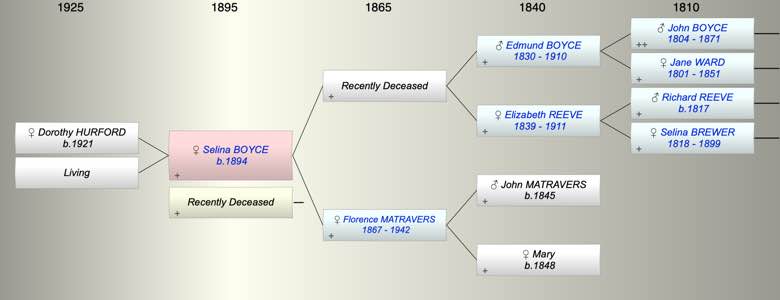 1925 1895 1865 1840 1810
♀ Dorothy HURFORD
b.1921
Living
♀ Selina BOYCE
b.1894
+
Recently Deceased
+
Recently Deceased
+
♀ Florence MATRAVERS
1867 - 1942
+
♂ Edmund BOYCE
1830 - 1910
+
♀ Elizabeth REEVE
1839 - 1911
+
♂ John MATRAVERS
b.1845
+
♀ Mary
b.1848
+
♂ John BOYCE
1804 - 1871
++
♀ Jane WARD
1801 - 1851
+
♂ Richard REEVE
b.1817
+
♀ Selina BREWER
1818 - 1899
+